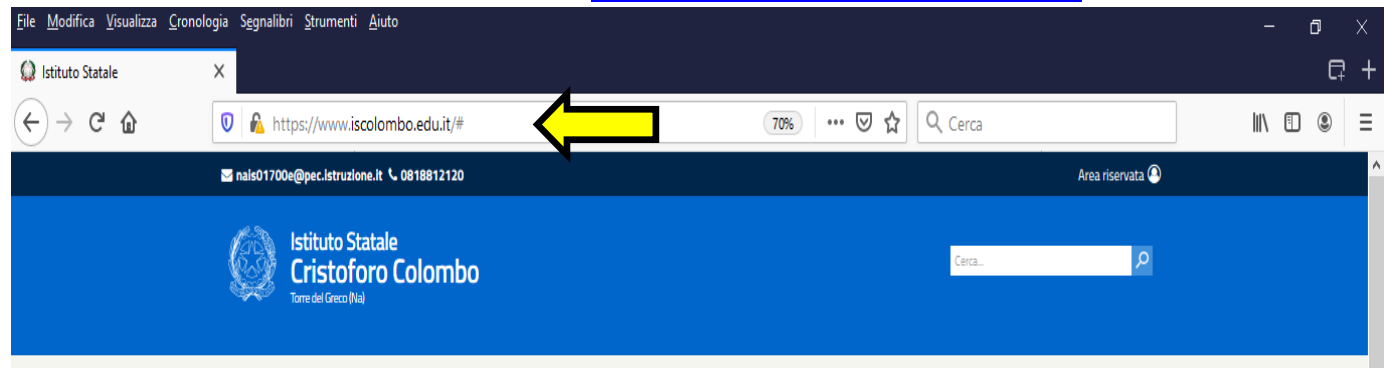 File Modifica Visualizza Cronologia Segnalibri Strumenti Aiuto
Istituto Statale
https://www.iscolombo.edu.it/# 70% Cerca
nais01700e@pec.istruzione.it 0818812120 Area riservata
Istituto Statale
Cristoforo Colombo
Torre del Greco (Na)
Cerca...